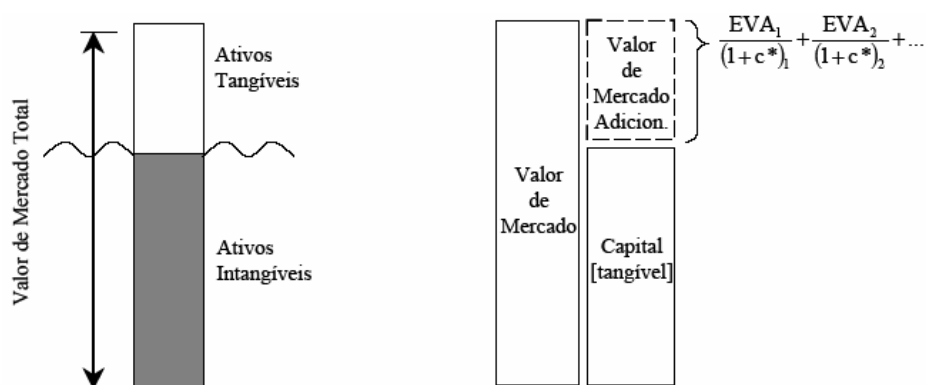 Valor de Mercado Total
Ativos
Tangíveis
Ativos
Intangíveis
Valor
de
Mercado
Valor
de
Mercado
Adicion.
Capital
[tangível]
EVA₁/(1+c*)₁ + EVA₂/(1+c*)₂ + ...